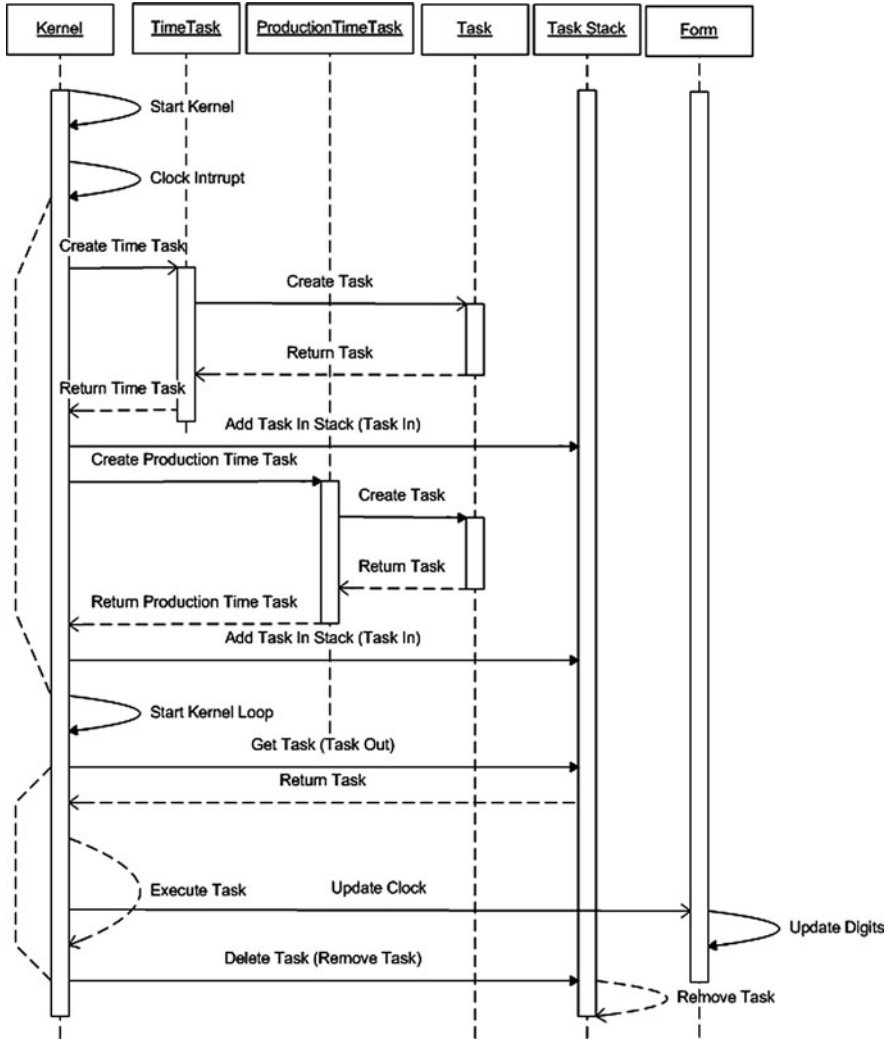 Kernel
TimeTask
ProductionTimeTask
Task
Task Stack
Form
Start Kernel
Clock Intrrupt
Create Time Task
Create Task
Return Task
Return Time Task
Add Task In Stack (Task In)
Create Production Time Task
Create Task
Return Task
Return Production Time Task
Add Task In Stack (Task In)
Start Kernel Loop
Get Task (Task Out)
Return Task
Execute Task
Update Clock
Update Digits
Delete Task (Remove Task)
Remove Task